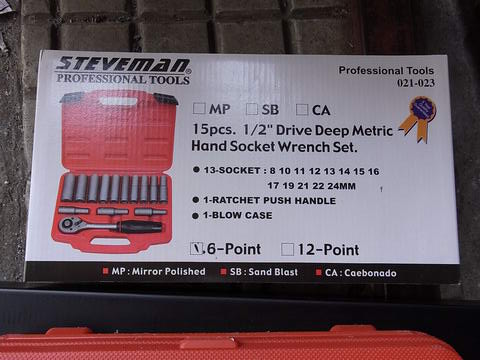 STEVEMAN®
PROFESSIONAL TOOLS
Professional Tools
021-023
MP SB CA
15pcs. 1/2" Drive Deep Metric
Hand Socket Wrench Set.
● 13-SOCKET : 8 10 11 12 13 14 15 16
17 19 21 22 24MM
● 1-RATCHET PUSH HANDLE
● 1-BLOW CASE
6-Point 12-Point
■ MP : Mirror Polished ■ SB : Sand Blast ■ CA : Caebonado